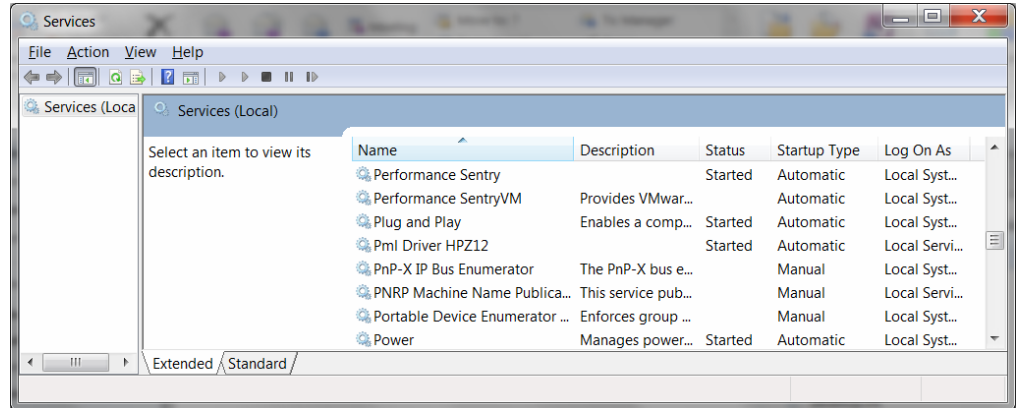 Services
File Action View Help
Services (Loca
Services (Local)
Select an item to view its
description.
Name Description Status Startup Type Log On As
Performance Sentry Started Automatic Local Syst...
Performance SentryVM Provides VMwar... Automatic Local Syst...
Plug and Play Enables a comp... Started Automatic Local Syst...
Pml Driver HPZ12 Started Automatic Local Servi...
PnP-X IP Bus Enumerator The PnP-X bus e... Manual Local Syst...
PNRP Machine Name Publica... This service pub... Manual Local Servi...
Portable Device Enumerator ... Enforces group ... Manual Local Syst...
Power Manages power... Started Automatic Local Syst...
Extended Standard